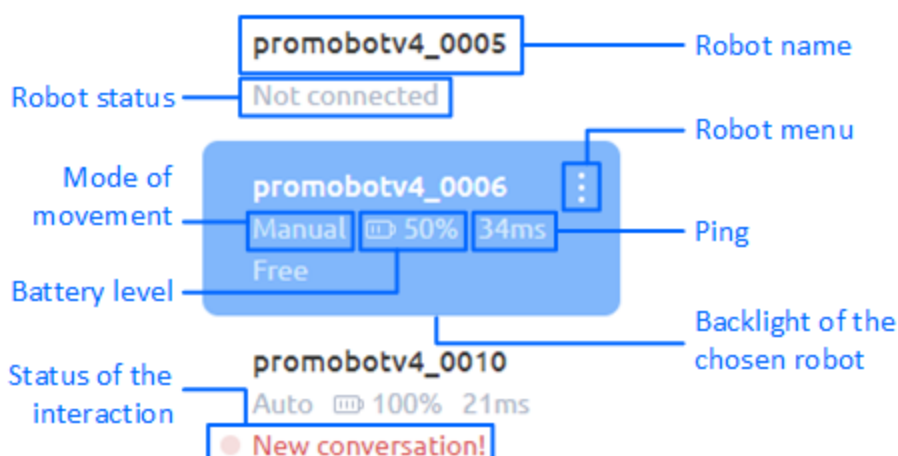 promobotv4_0005
Robot name
Robot status
Not connected
Robot menu
Mode of
movement
promobotv4_0006
Manual 50% 34ms
Ping
Free
Battery level
Backlight of the
chosen robot
promobotv4_0010
Status of the
interaction
Auto 100% 21ms
New conversation!